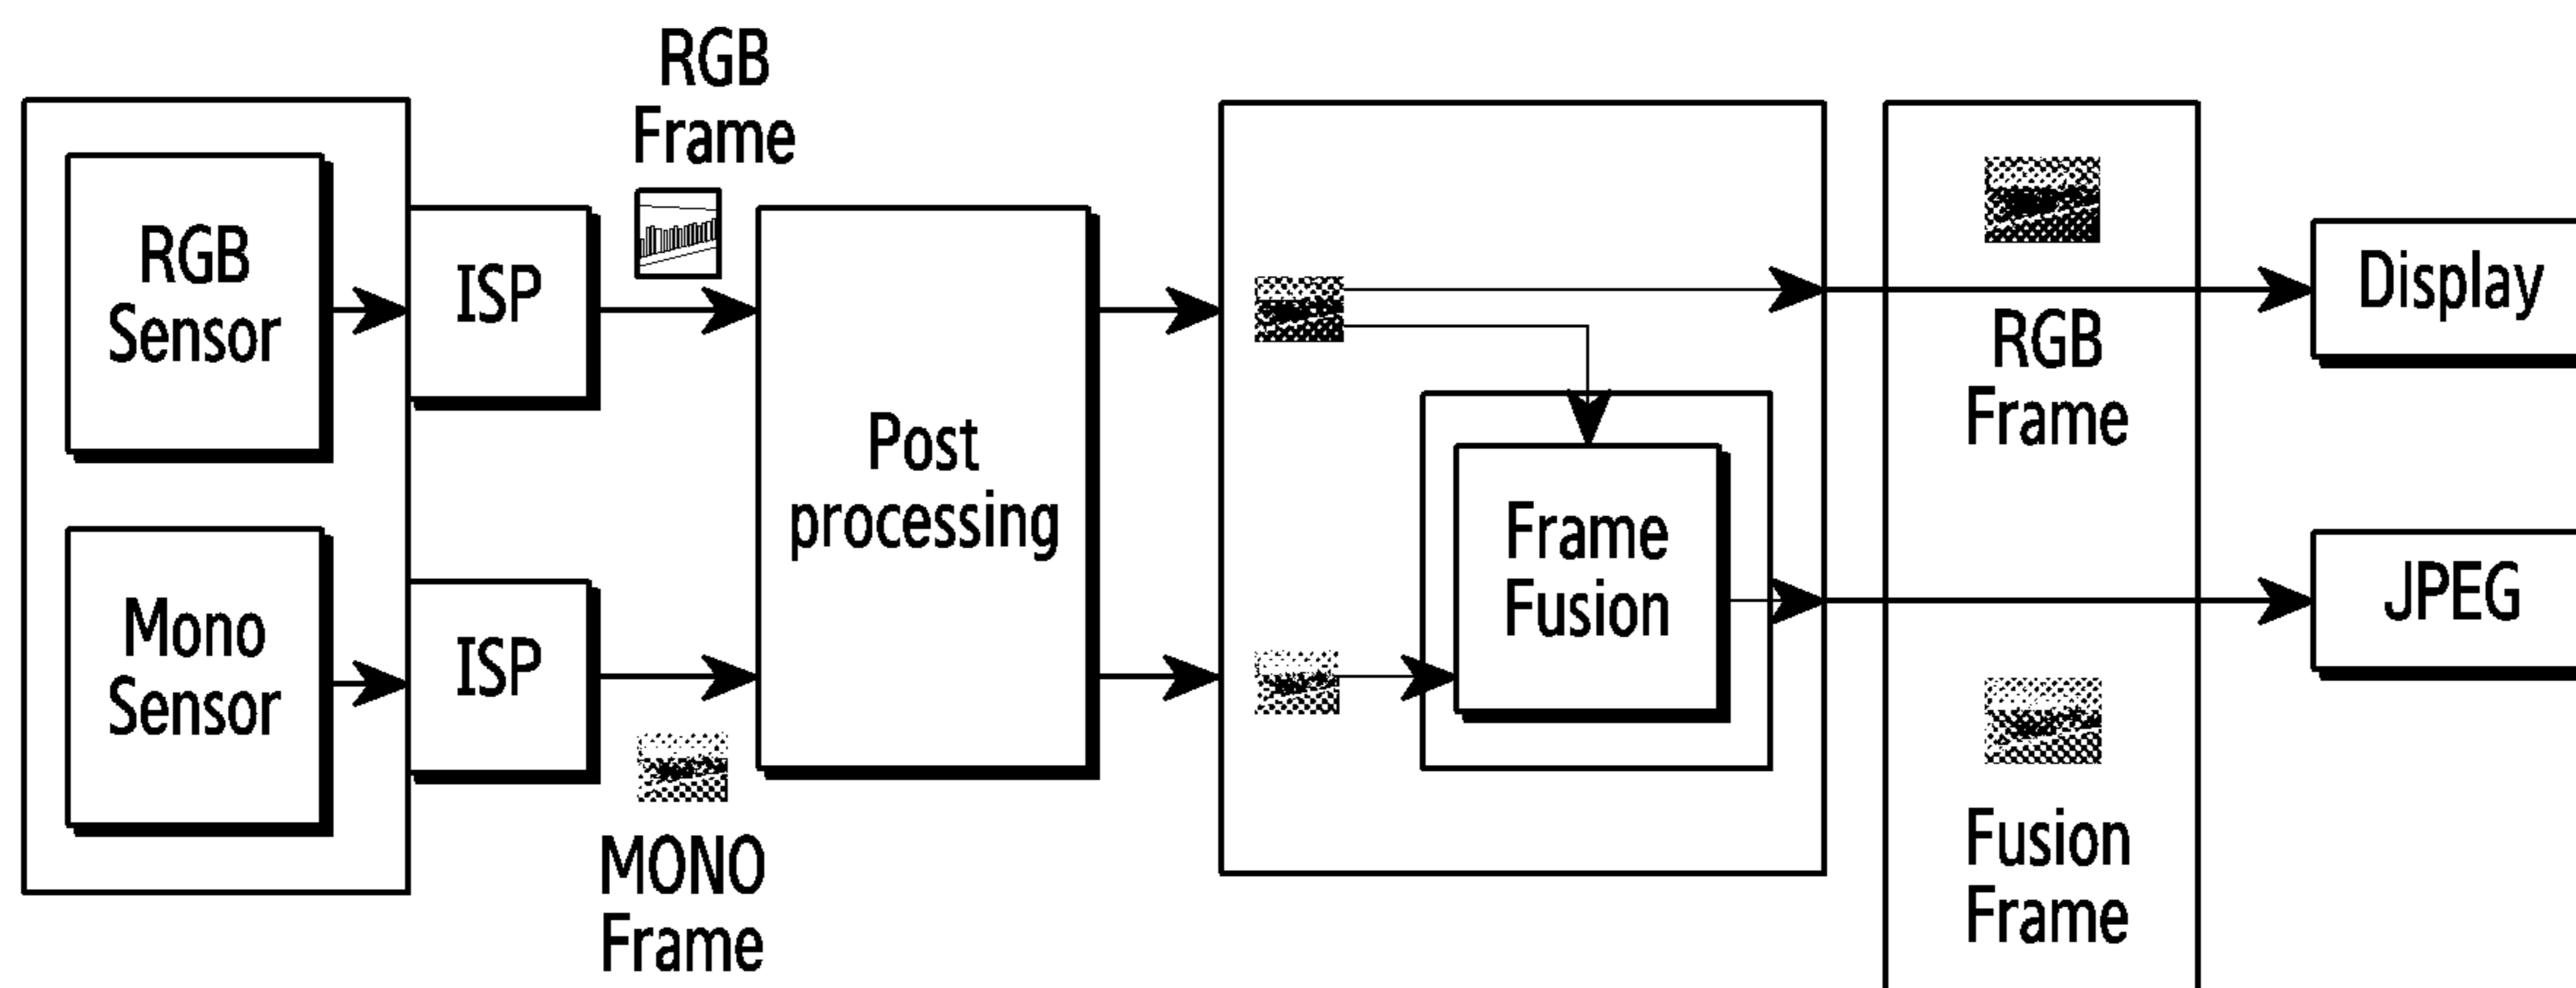 RGB
Frame
RGB
Sensor
ISP
Mono
Sensor
ISP
MONO
Frame
Post
processing
Frame
Fusion
RGB
Frame
Fusion
Frame
Display
JPEG